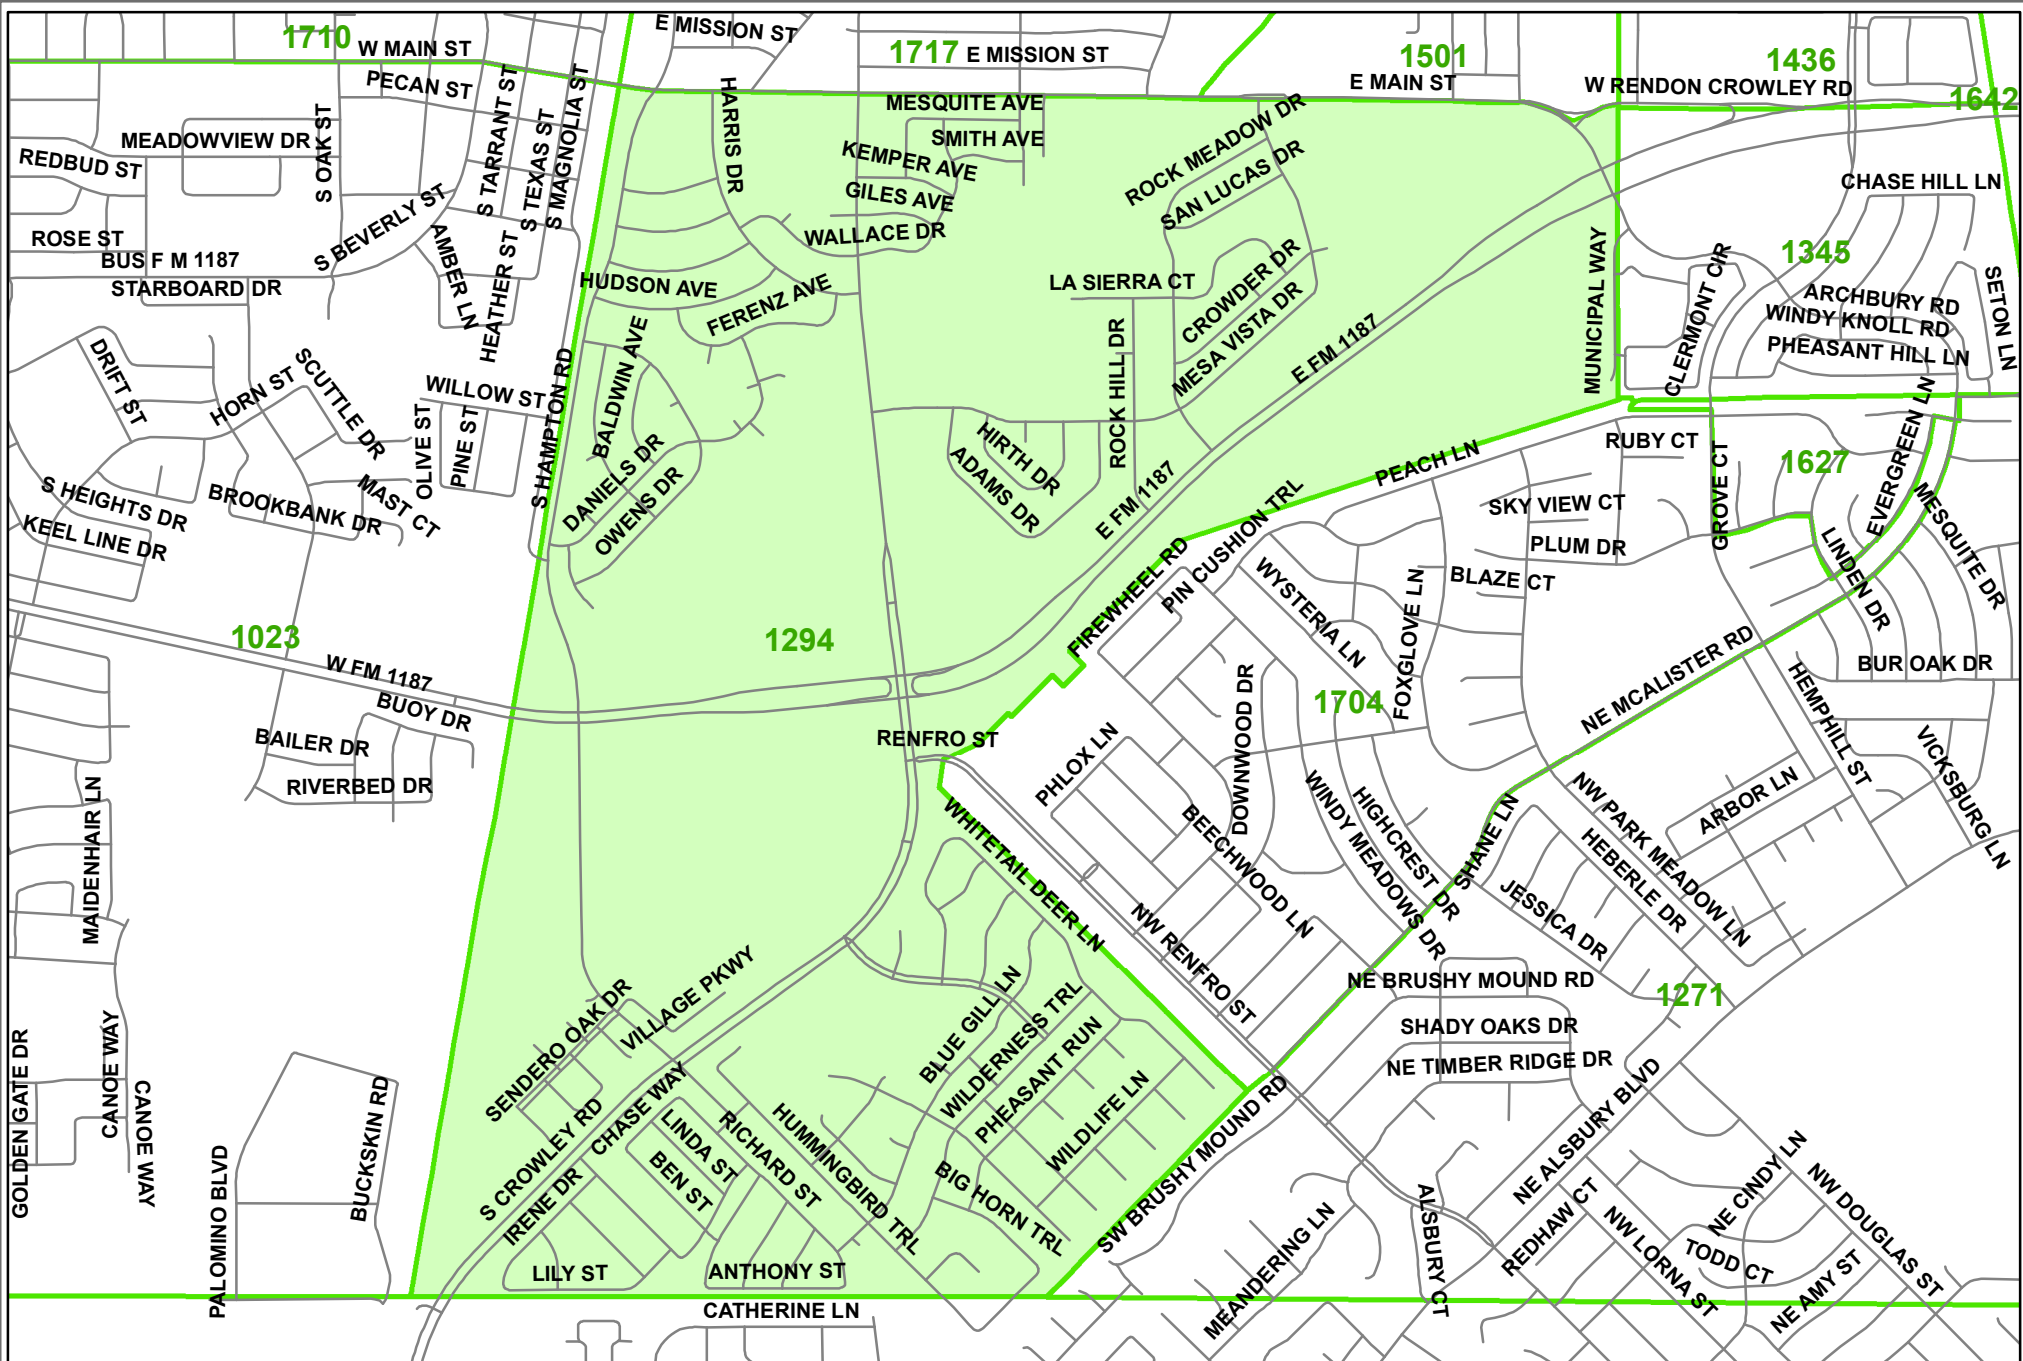 1710
W MAIN ST
E MISSION ST
1717
E MISSION ST
1501
E MAIN ST
1436
W RENDON CROWLEY RD
1642
PECAN ST
S TARRANT ST
S TEXAS ST
S MAGNOLIA ST
HARRIS DR
MESQUITE AVE
SMITH AVE
KEMPER AVE
GILES AVE
WALLACE DR
ROCK MEADOW DR
SAN LUCAS DR
MEADOWVIEW DR
S OAK ST
REDBUD ST
CHASE HILL LN
ROSE ST
BUS F M 1187
S BEVERLY ST
STARBOARD DR
AMBER LN
HEATHER ST
HUDSON AVE
FERENZ AVE
LA SIERRA CT
CROWDER DR
MESA VISTA DR
E FM 1187
MUNICIPAL WAY
CLERMONT CIR
1345
ARCHBURY RD
WINDY KNOLL RD
PHEASANT HILL LN
SETON LN
DRIFT ST
HORN ST
SCUTTLE DR
WILLOW ST
OLIVE ST
PINE ST
S HAMPTON RD
BALDWIN AVE
DANIELS DR
OWENS DR
ROCK HILL DR
HIRTH DR
ADAMS DR
E FM 1187
PEACH LN
RUBY CT
GROVE CT
1627
EVERGREEN LN
MESQUITE DR
S HEIGHTS DR
KEEL LINE DR
BROOKBANK DR
MAST CT
SKY VIEW CT
PLUM DR
BLAZE CT
LINDEN DR
FIREWHEEL RD
PIN CUSHION TRL
WYSTERIA LN
FOXGLOVE LN
1023
1294
W FM 1187
BUOY DR
BAILER DR
RIVERBED DR
RENFRO ST
DOWNWOOD DR
1704
NE MCALISTER RD
BUR OAK DR
HEMPHILL ST
VICKSBURG LN
PHLOX LN
BEECHWOOD LN
WINDY MEADOWS DR
HIGHCREST DR
SHANE LN
NW PARK MEADOW LN
ARBOR LN
HEBERLE DR
JESSICA DR
MAIDENHAIR LN
WHITETAIL DEER LN
NW RENFRO ST
NE BRUSHY MOUND RD
1271
SHADY OAKS DR
NE TIMBER RIDGE DR
SENDERO OAK DR
VILLAGE PKWY
BLUE GILL LN
WILDERNESS TRL
PHEASANT RUN
WILDLIFE LN
GOLDEN GATE DR
CANOE WAY
CANOE WAY
PALOMINO BLVD
BUCKSKIN RD
S CROWLEY RD
CHASE WAY
IRENE DR
LINDA ST
BEN ST
RICHARD ST
HUMMINGBIRD TRL
BIG HORN TRL
SW BRUSHY MOUND RD
NE ALSBURY BLVD
REDHAW CT
NE CINDY LN
NW DOUGLAS ST
NW LORNA ST
TODD CT
NE AMY ST
ALSBURY CT
MEANDERING LN
LILY ST
ANTHONY ST
CATHERINE LN